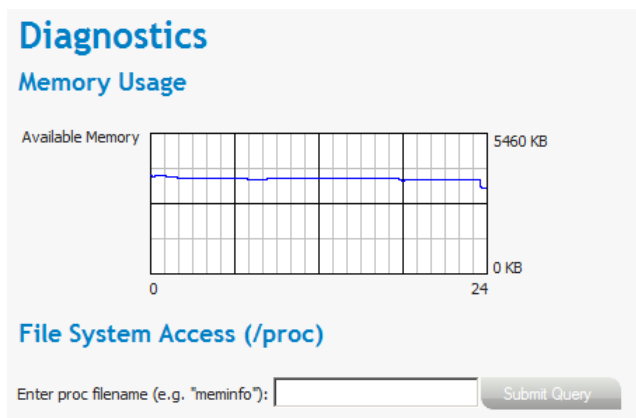 Diagnostics
Memory Usage
Available Memory
5460 KB
0 KB
0
24
File System Access (/proc)
Enter proc filename (e.g. "meminfo"):
Submit Query